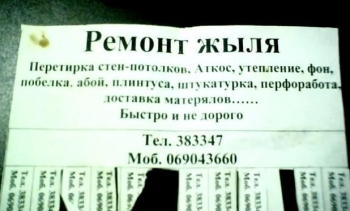 Ремонт жыля
Перетирка стен-потолков. Аткос, утепление, фон,
побелка, абой, плинтуса, штукатурка, перфоработа,
доставка матерялов......
Быстро и не дорого
Тел. 383347
Моб. 069043660